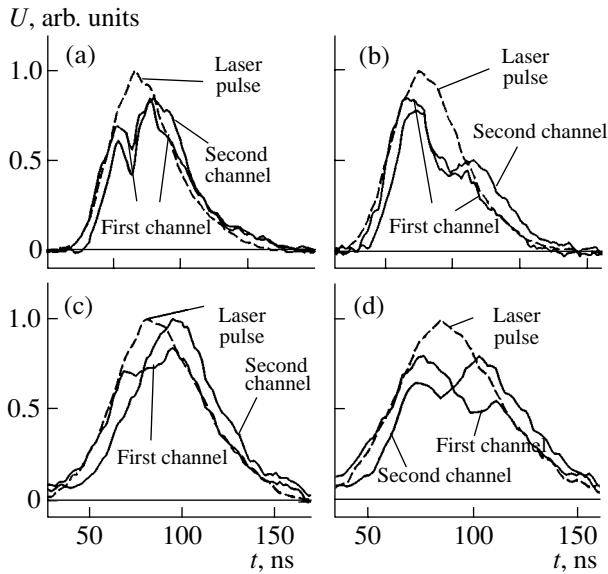 U, arb. units
(a)
Laser
pulse
1.0
Second
channel
0.5
First channel
0
(b)
Laser
pulse
Second channel
First channel
(c)
Laser
pulse
1.0
Second
channel
0.5
First channel
0
50 100 150
t, ns
(d)
Laser
pulse
First channel
Second channel
50 100 150
t, ns